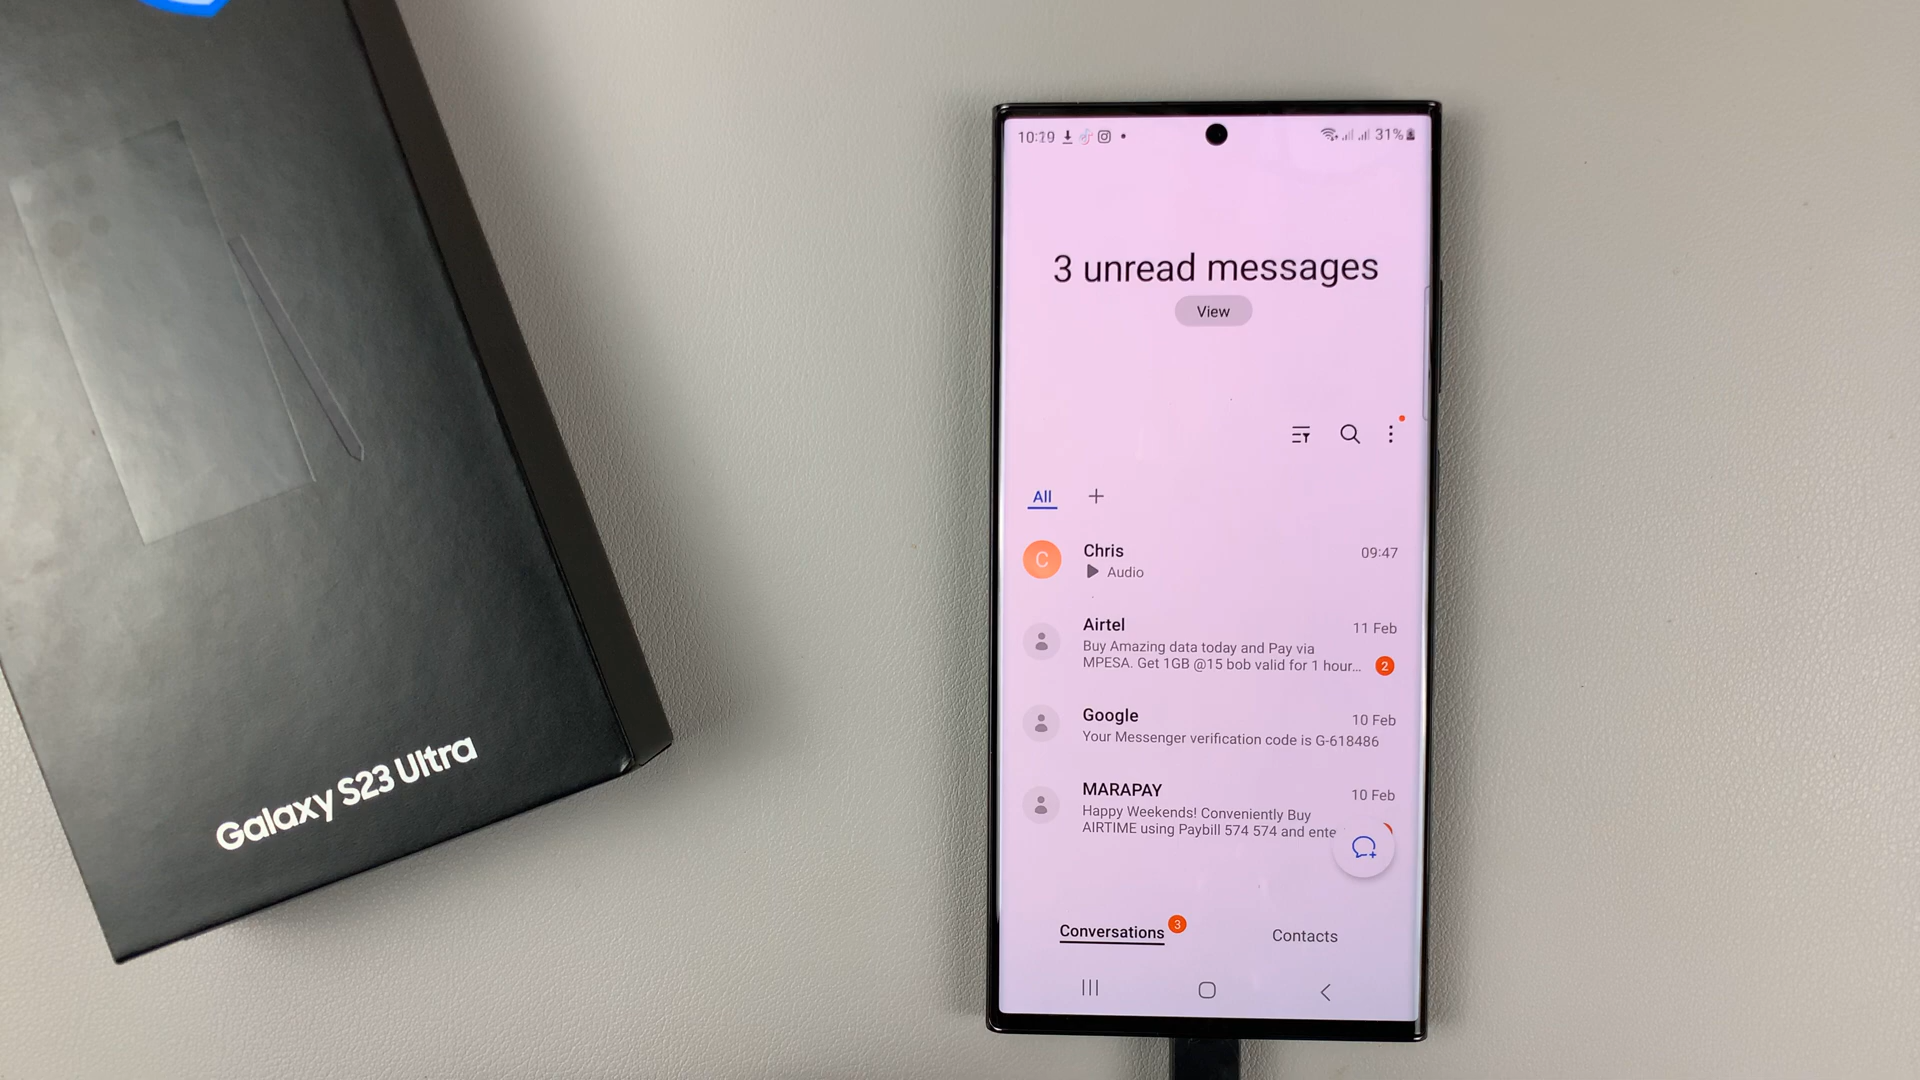 Galaxy S23 Ultra
10:19
31%
3 unread messages
View
All
Chris
09:47
Audio
Airtel
11 Feb
Buy Amazing data today and Pay via
MPESA. Get 1GB @15 bob valid for 1 hour...
2
Google
10 Feb
Your Messenger verification code is G-618486
MARAPAY
10 Feb
Happy Weekends! Conveniently Buy
AIRTIME using Paybill 574 574 and ente
Conversations
3
Contacts
C